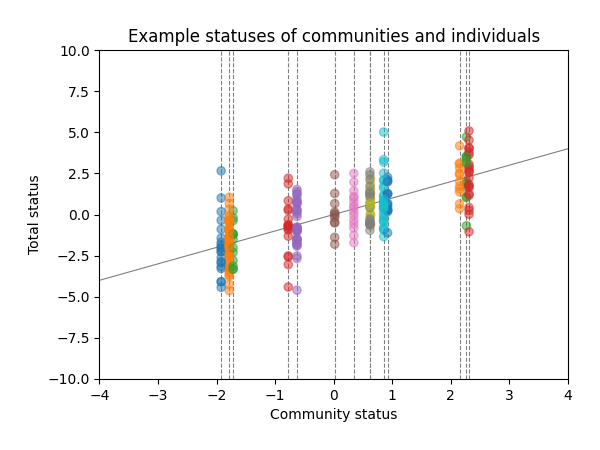 Example statuses of communities and individuals
10.0
7.5
5.0
2.5
0.0
−2.5
−5.0
−7.5
−10.0
Total status
−4 −3 −2 −1 0 1 2 3 4
Community status